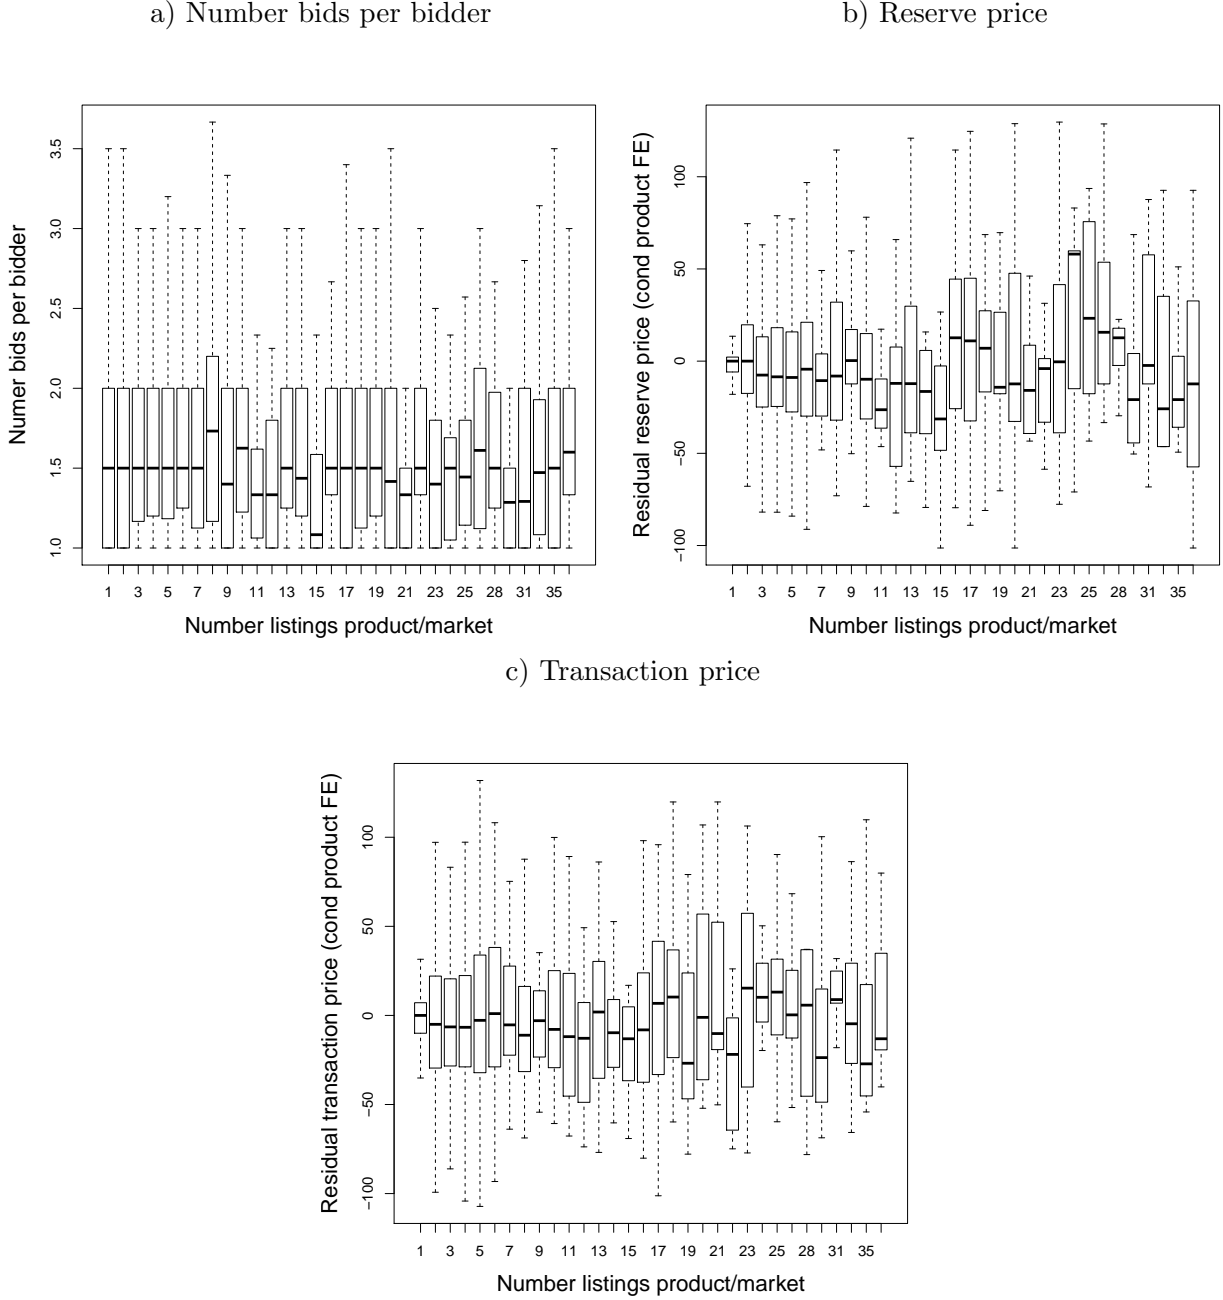 a) Number bids per bidder
Numer bids per bidder
3.5
3.0
2.5
2.0
1.5
1.0
1 3 5 7 9 11 13 15 17 19 21 23 25 28 31 35
Number listings product/market
b) Reserve price
Residual reserve price (cond product FE)
100
50
0
−50
−100
1 3 5 7 9 11 13 15 17 19 21 23 25 28 31 35
Number listings product/market
c) Transaction price
Residual transaction price (cond product FE)
100
50
0
−50
−100
1 3 5 7 9 11 13 15 17 19 21 23 25 28 31 35
Number listings product/market